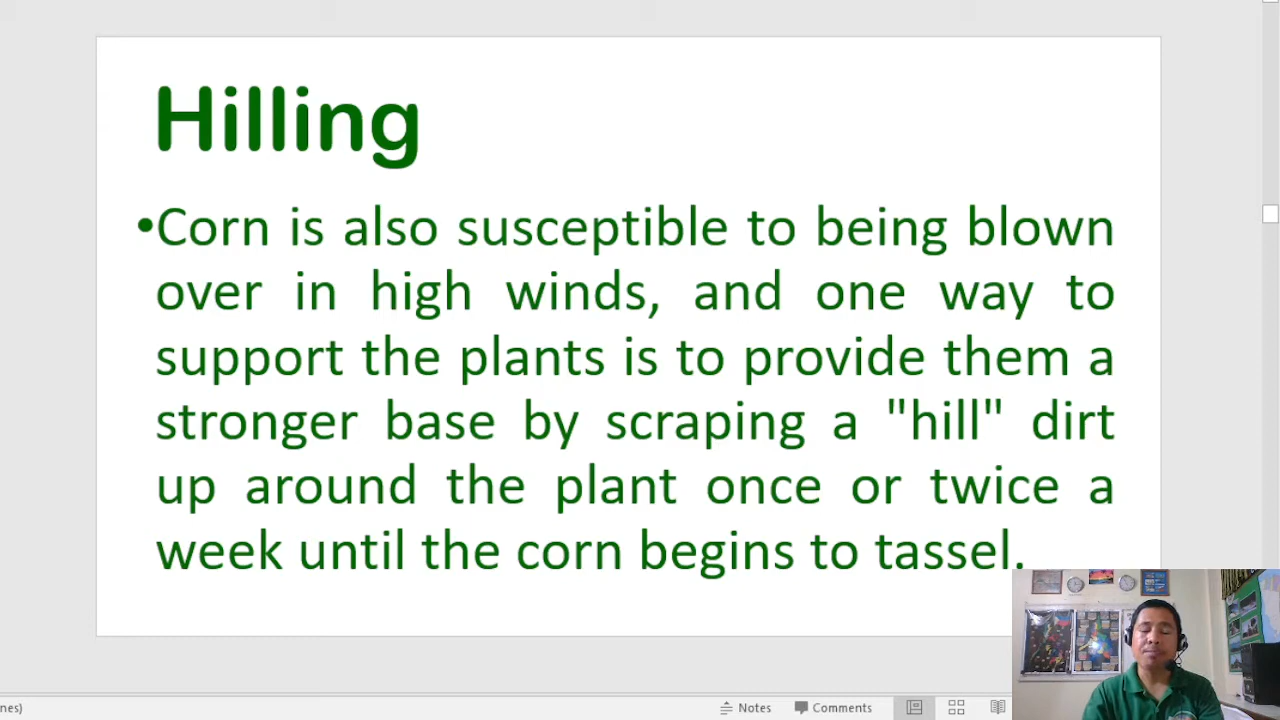 Hilling
•Corn is also susceptible to being blown
over in high winds, and one way to
support the plants is to provide them a
stronger base by scraping a "hill" dirt
up around the plant once or twice a
week until the corn begins to tassel.
nes)
Notes
Comments